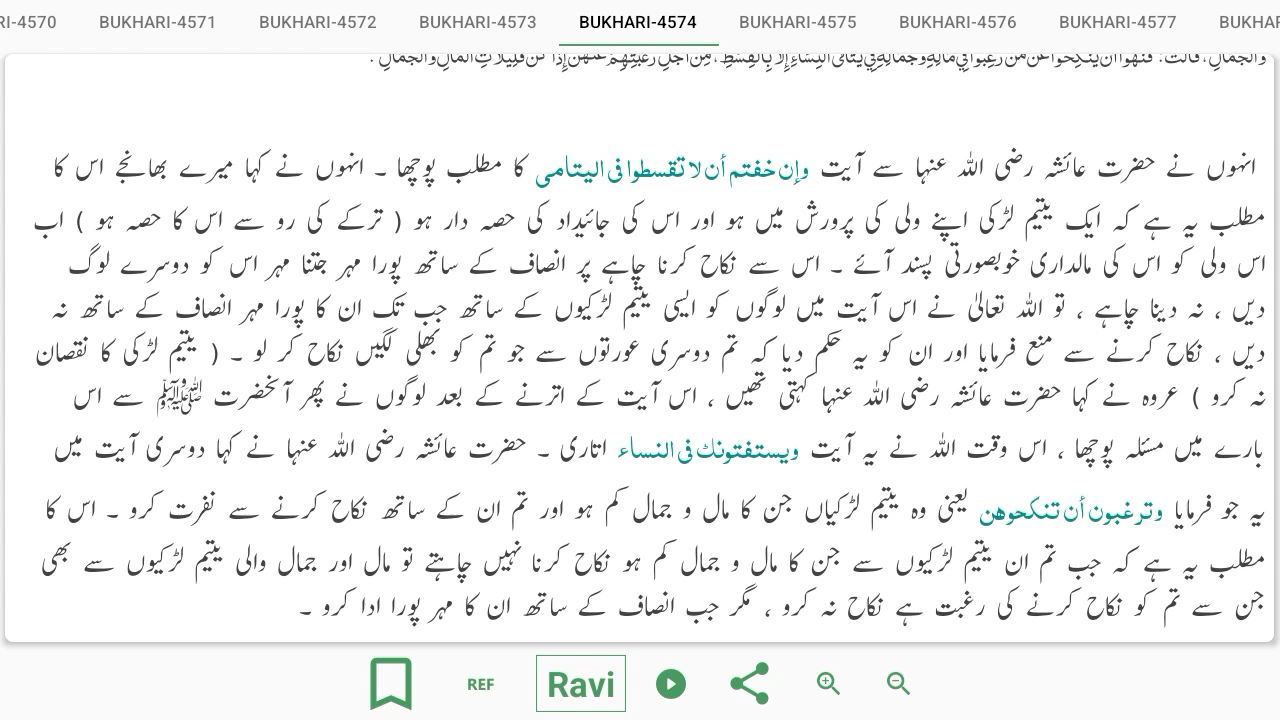 RI-4570 BUKHARI-4571 BUKHARI-4572 BUKHARI-4573 BUKHARI-4574 BUKHARI-4575 BUKHARI-4576 BUKHARI-4577 BUKHAR
انہوں نے حضرت عائشہ رضی اللہ عنہا سے آیت وإن خفتم أن لا تقسطوا في اليتامى کا مطلب پوچھا ۔ انہوں نے کہا میرے بھانجے اس کا
مطلب یہ ہے کہ ایک یتیم لڑکی اپنے ولی کی پرورش میں ہو اور اس کی جائیداد کی حصہ دار ہو ( ترکے کی رو سے اس کا حصہ ہو ) اب
اس ولی کو اس کی مالداری خوبصورتی پسند آئے ۔ اس سے نکاح کرنا چاہے پر انصاف کے ساتھ پورا مہر جتنا مہر اس کو دوسرے لوگ
دیں ، نہ دینا چاہے ، تو اللہ تعالیٰ نے اس آیت میں لوگوں کو ایسی یتیم لڑکیوں کے ساتھ جب تک ان کا پورا مہر انصاف کے ساتھ نہ
دیں ، نکاح کرنے سے منع فرمایا اور ان کو یہ حکم دیا کہ تم دوسری عورتوں سے جو تم کو بھلی لگیں نکاح کر لو ۔ ( یتیم لڑکی کا نقصان
نہ کرو ) عروہ نے کہا حضرت عائشہ رضی اللہ عنہا کہتی تھیں ، اس آیت کے اترنے کے بعد لوگوں نے پھر آنحضرت ﷺ سے اس
بارے میں مسئلہ پوچھا ، اس وقت اللہ نے یہ آیت ويستفتونك في النساء اتاری ۔ حضرت عائشہ رضی اللہ عنہا نے کہا دوسری آیت میں
یہ جو فرمایا وترغبون أن تنكحوهن یعنی وہ یتیم لڑکیاں جن کا مال و جمال کم ہو اور تم ان کے ساتھ نکاح کرنے سے نفرت کرو ۔ اس کا
مطلب یہ ہے کہ جب تم ان یتیم لڑکیوں سے جن کا مال و جمال کم ہو نکاح کرنا نہیں چاہتے تو مال اور جمال والی یتیم لڑکیوں سے بھی
جن سے تم کو نکاح کرنے کی رغبت ہے نکاح نہ کرو ، مگر جب انصاف کے ساتھ ان کا مہر پورا ادا کرو ۔
REF Ravi